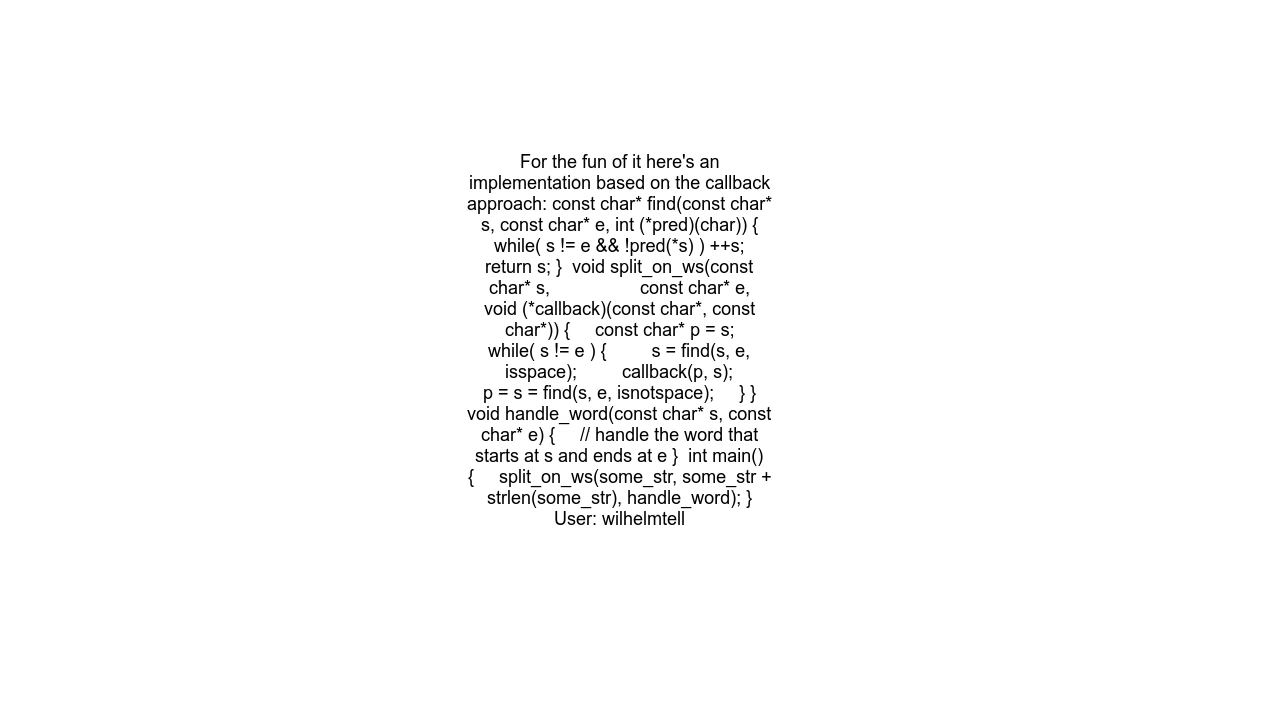 For the fun of it here's an
implementation based on the callback
approach: const char* find(const char*
s, const char* e, int (*pred)(char)) {
while( s != e && !pred(*s) ) ++s;
return s; }  void split_on_ws(const
char* s,                  const char* e,
void (*callback)(const char*, const
char*)) {     const char* p = s;
while( s != e ) {         s = find(s, e,
isspace);         callback(p, s);
p = s = find(s, e, isnotspace);     } }
void handle_word(const char* s, const
char* e) {     // handle the word that
starts at s and ends at e }  int main()
{     split_on_ws(some_str, some_str +
strlen(some_str), handle_word); }
User: wilhelmtell